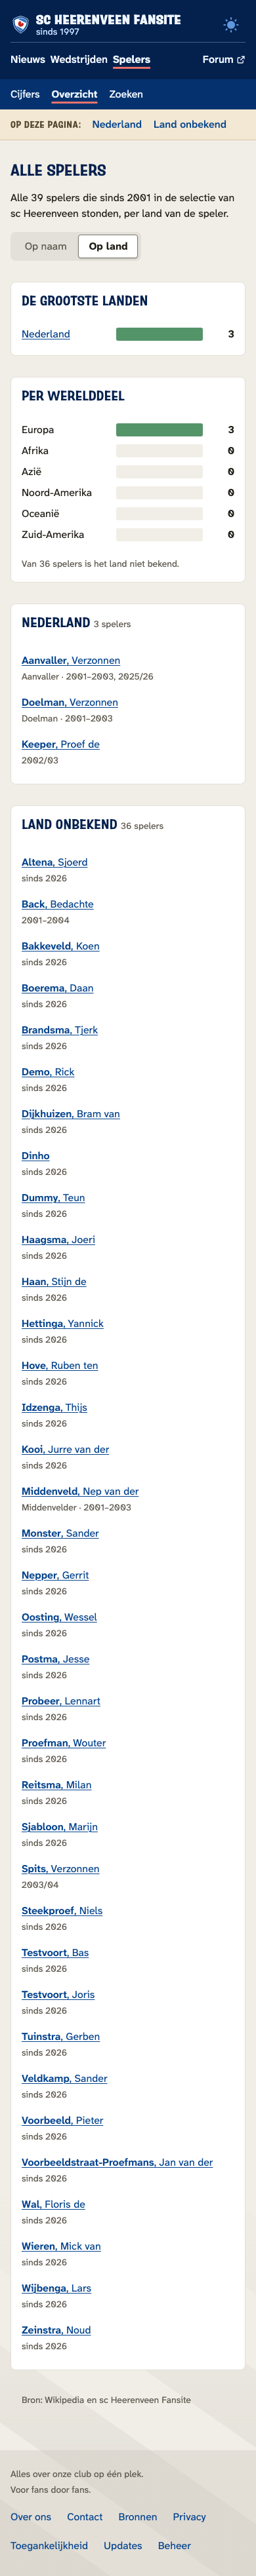 SC HEERENVEEN FANSITE
sinds 1997
Nieuws Wedstrijden Spelers Forum
Cijfers Overzicht Zoeken
OP DEZE PAGINA: Nederland Land onbekend
ALLE SPELERS
Alle 39 spelers die sinds 2001 in de selectie van
sc Heerenveen stonden, per land van de speler.
Op naam Op land
DE GROOTSTE LANDEN
Nederland 3
PER WERELDDEEL
Europa 3
Afrika 0
Azië 0
Noord-Amerika 0
Oceanië 0
Zuid-Amerika 0
Van 36 spelers is het land niet bekend.
NEDERLAND 3 spelers
Aanvaller, Verzonnen
Aanvaller · 2001–2003, 2025/26
Doelman, Verzonnen
Doelman · 2001–2003
Keeper, Proef de
2002/03
LAND ONBEKEND 36 spelers
Altena, Sjoerd
sinds 2026
Back, Bedachte
2001–2004
Bakkeveld, Koen
sinds 2026
Boerema, Daan
sinds 2026
Brandsma, Tjerk
sinds 2026
Demo, Rick
sinds 2026
Dijkhuizen, Bram van
sinds 2026
Dinho
sinds 2026
Dummy, Teun
sinds 2026
Haagsma, Joeri
sinds 2026
Haan, Stijn de
sinds 2026
Hettinga, Yannick
sinds 2026
Hove, Ruben ten
sinds 2026
Idzenga, Thijs
sinds 2026
Kooi, Jurre van der
sinds 2026
Middenveld, Nep van der
Middenvelder · 2001–2003
Monster, Sander
sinds 2026
Nepper, Gerrit
sinds 2026
Oosting, Wessel
sinds 2026
Postma, Jesse
sinds 2026
Probeer, Lennart
sinds 2026
Proefman, Wouter
sinds 2026
Reitsma, Milan
sinds 2026
Sjabloon, Marijn
sinds 2026
Spits, Verzonnen
2003/04
Steekproef, Niels
sinds 2026
Testvoort, Bas
sinds 2026
Testvoort, Joris
sinds 2026
Tuinstra, Gerben
sinds 2026
Veldkamp, Sander
sinds 2026
Voorbeeld, Pieter
sinds 2026
Voorbeeldstraat-Proefmans, Jan van der
sinds 2026
Wal, Floris de
sinds 2026
Wieren, Mick van
sinds 2026
Wijbenga, Lars
sinds 2026
Zeinstra, Noud
sinds 2026
Bron: Wikipedia en sc Heerenveen Fansite
Alles over onze club op één plek.
Voor fans door fans.
Over ons Contact Bronnen Privacy
Toegankelijkheid Updates Beheer